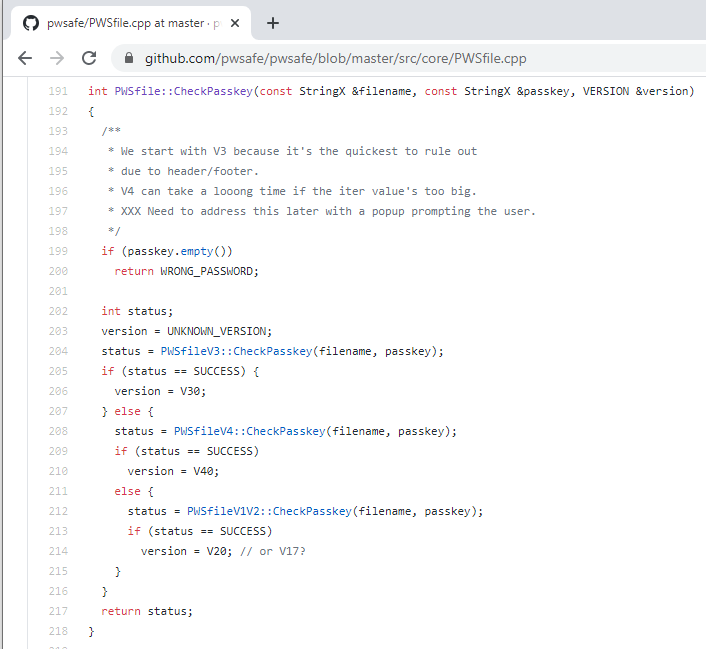 pwsafe/PWSfile.cpp at master · p
github.com/pwsafe/pwsafe/blob/master/src/core/PWSfile.cpp
191 int PWSfile::CheckPasskey(const StringX &filename, const StringX &passkey, VERSION &version)
192 {
193   /**
194    * We start with V3 because it's the quickest to rule out
195    * due to header/footer.
196    * V4 can take a looong time if the iter value's too big.
197    * XXX Need to address this later with a popup prompting the user.
198    */
199   if (passkey.empty())
200     return WRONG_PASSWORD;
201
202   int status;
203   version = UNKNOWN_VERSION;
204   status = PWSfileV3::CheckPasskey(filename, passkey);
205   if (status == SUCCESS) {
206     version = V30;
207   } else {
208     status = PWSfileV4::CheckPasskey(filename, passkey);
209     if (status == SUCCESS)
210       version = V40;
211     else {
212       status = PWSfileV1V2::CheckPasskey(filename, passkey);
213       if (status == SUCCESS)
214         version = V20; // or V17?
215     }
216   }
217   return status;
218 }